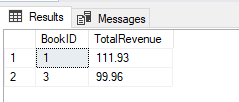 Results Messages
BookID TotalRevenue
1 1 111.93
2 3 99.96